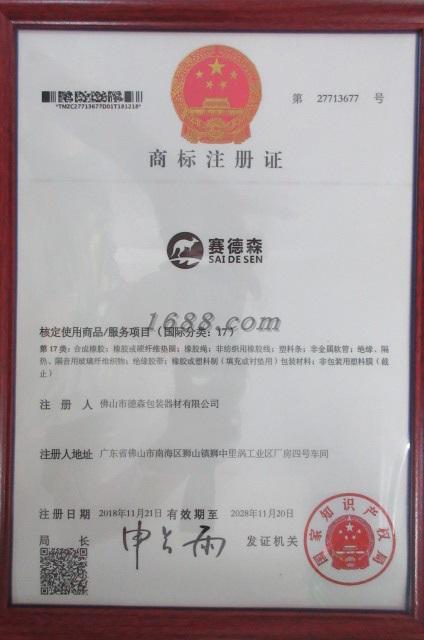 *TMZC27713677D01T181218*
第 27713677 号
商标注册证
赛德森
SAI DE SEN
1688.com
核定使用商品/服务项目（国际分类：17）
第17类：合成橡胶；橡胶或硬纤维垫圈；橡胶绳；非纺织用橡胶线；塑料条；非金属软管；绝缘、隔
热、隔音用玻璃纤维织物；绝缘胶带；橡胶或塑料制（填充或衬垫用）包装材料；非包装用塑料膜（截
止）
注 册 人 佛山市德森包装器材有限公司
注册人地址 广东省佛山市南海区狮山镇狮中里涡工业区厂房四号车间
注册日期 2018年11月21日 有效期至 2028年11月20日
局 长 申长雨 发证机关
国家知识产权局